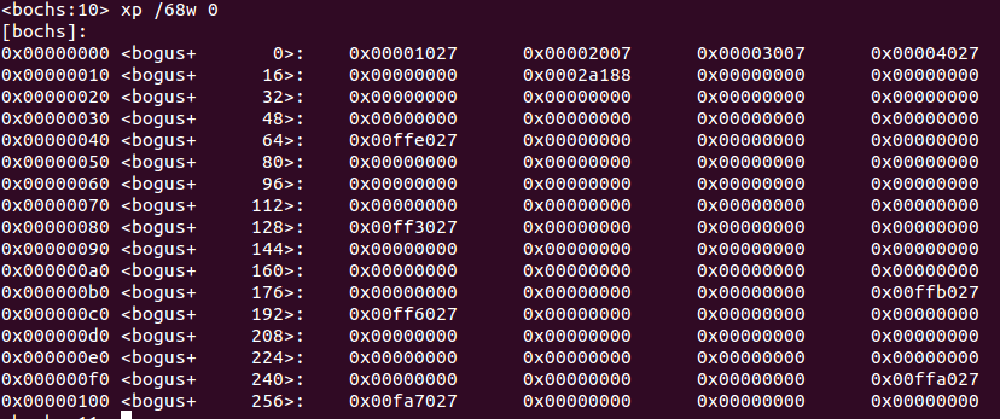 <bochs:10> xp /68w 0
[bochs]:
0x00000000 <bogus+       0>:    0x00001027      0x00002007      0x00003007      0x00004027
0x00000010 <bogus+      16>:    0x00000000      0x0002a188      0x00000000      0x00000000
0x00000020 <bogus+      32>:    0x00000000      0x00000000      0x00000000      0x00000000
0x00000030 <bogus+      48>:    0x00000000      0x00000000      0x00000000      0x00000000
0x00000040 <bogus+      64>:    0x00ffe027      0x00000000      0x00000000      0x00000000
0x00000050 <bogus+      80>:    0x00000000      0x00000000      0x00000000      0x00000000
0x00000060 <bogus+      96>:    0x00000000      0x00000000      0x00000000      0x00000000
0x00000070 <bogus+     112>:    0x00000000      0x00000000      0x00000000      0x00000000
0x00000080 <bogus+     128>:    0x00ff3027      0x00000000      0x00000000      0x00000000
0x00000090 <bogus+     144>:    0x00000000      0x00000000      0x00000000      0x00000000
0x000000a0 <bogus+     160>:    0x00000000      0x00000000      0x00000000      0x00000000
0x000000b0 <bogus+     176>:    0x00000000      0x00000000      0x00000000      0x00ffb027
0x000000c0 <bogus+     192>:    0x00ff6027      0x00000000      0x00000000      0x00000000
0x000000d0 <bogus+     208>:    0x00000000      0x00000000      0x00000000      0x00000000
0x000000e0 <bogus+     224>:    0x00000000      0x00000000      0x00000000      0x00000000
0x000000f0 <bogus+     240>:    0x00000000      0x00000000      0x00000000      0x00ffa027
0x00000100 <bogus+     256>:    0x00fa7027      0x00000000      0x00000000      0x00000000